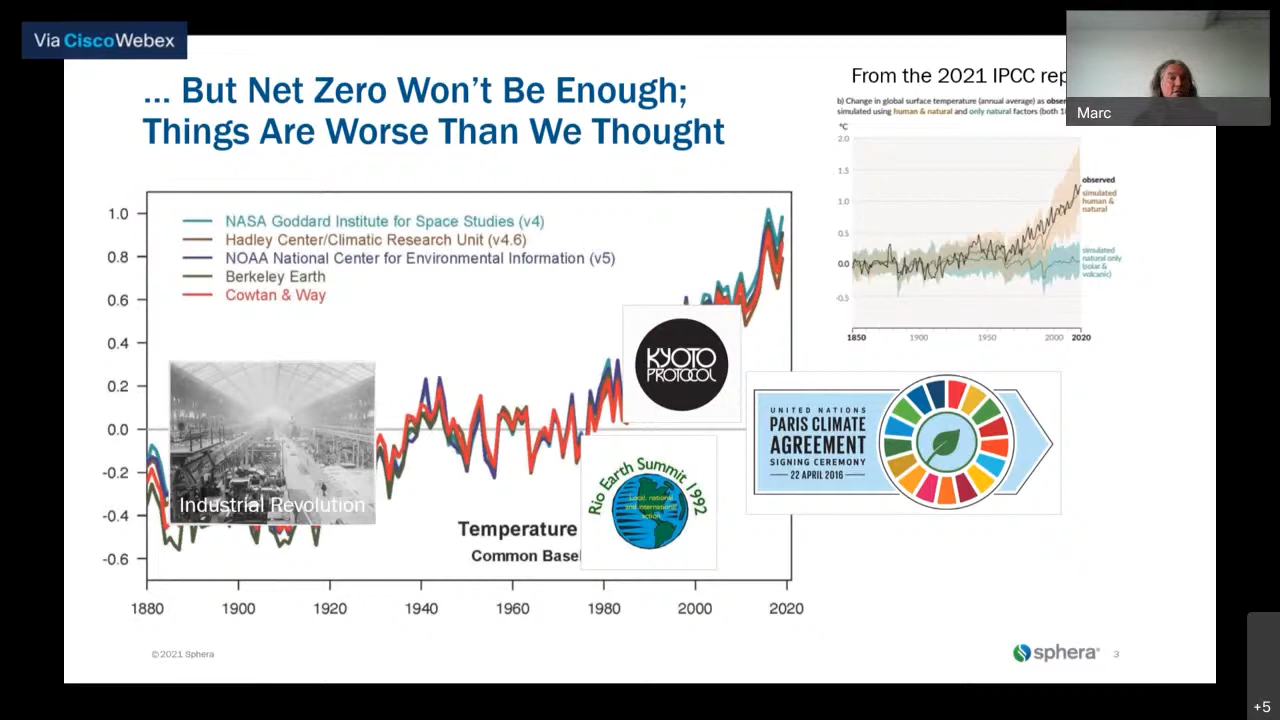 Via Cisco Webex
... But Net Zero Won't Be Enough;
Things Are Worse Than We Thought
From the 2021 IPCC rep
Marc
b) Change in global surface temperature (annual average) as obser
simulated using human & natural and only natural factors (both 1
°C
2.0
1.5
1.0
0.5
0.0
-0.5
observed
simulated
human &
natural
simulated
natural only
(solar &
volcanic)
1850
1900
1950
2000
2020
1.0
0.8
0.6
0.4
0.2
0.0
-0.2
-0.4
-0.6
NASA Goddard Institute for Space Studies (v4)
Hadley Center/Climatic Research Unit (v4.6)
NOAA National Center for Environmental Information (v5)
Berkeley Earth
Cowtan & Way
Industrial Revolution
KYOTO
PROTOCOL
UNITED NATIONS
PARIS CLIMATE
AGREEMENT
SIGNING CEREMONY
22 APRIL 2016
Rio Earth Summit 1992
Local, national
and international
action
Temperature
Common Base
1880
1900
1920
1940
1960
1980
2000
2020
©2021 Sphera
sphera®
3
+5